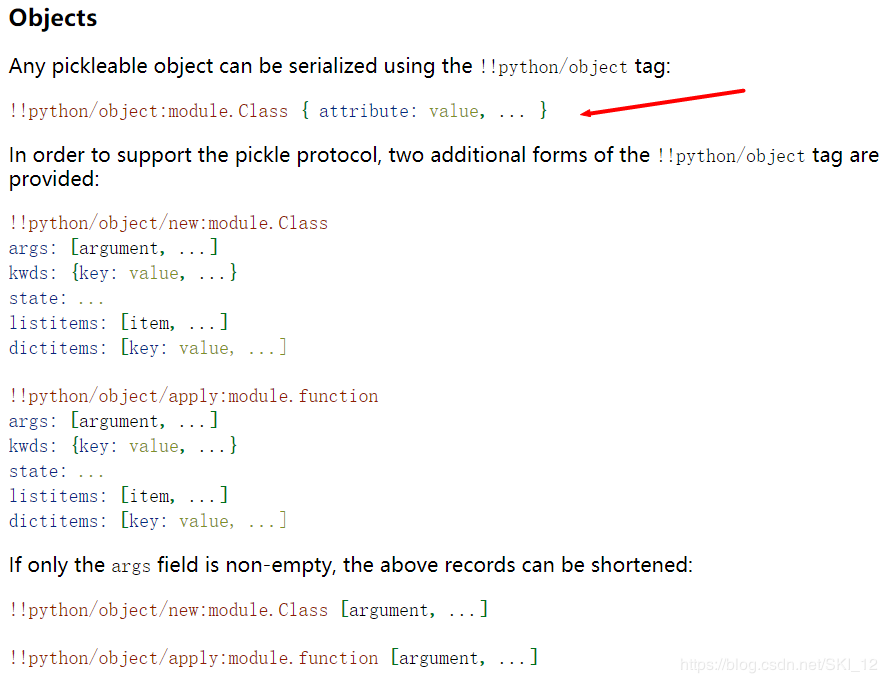 Objects
Any pickleable object can be serialized using the !!python/object tag:
!!python/object:module.Class { attribute: value, ... }
In order to support the pickle protocol, two additional forms of the !!python/object tag are
provided:
!!python/object/new:module.Class
args: [argument, ...]
kwds: {key: value, ...}
state: ...
listitems: [item, ...]
dictitems: [key: value, ...]
!!python/object/apply:module.function
args: [argument, ...]
kwds: {key: value, ...}
state: ...
listitems: [item, ...]
dictitems: [key: value, ...]
If only the args field is non-empty, the above records can be shortened:
!!python/object/new:module.Class [argument, ...]
!!python/object/apply:module.function [argument, ...]
https://blog.csdn.net/SKI_12